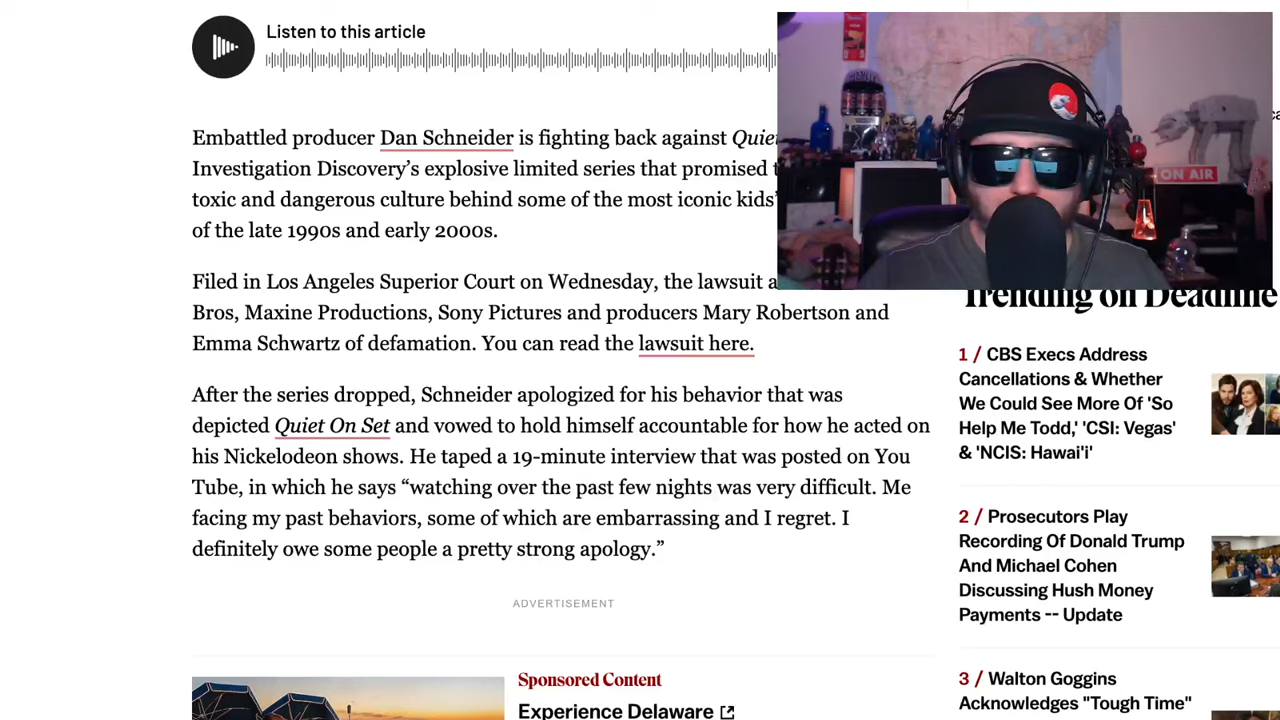 Listen to this article
Embattled producer Dan Schneider is fighting back against
Investigation Discovery's explosive limited series that promised
toxic and dangerous culture behind some of the most iconic kids'
of the late 1990s and early 2000s.
Filed in Los Angeles Superior Court on Wednesday, the lawsuit
Bros, Maxine Productions, Sony Pictures and producers Mary Robertson and
Emma Schwartz of defamation. You can read the lawsuit here.
After the series dropped, Schneider apologized for his behavior that was
depicted Quiet On Set and vowed to hold himself accountable for how he acted on
his Nickelodeon shows. He taped a 19-minute interview that was posted on You
Tube, in which he says “watching over the past few nights was very difficult. Me
facing my past behaviors, some of which are embarrassing and I regret. I
definitely owe some people a pretty strong apology.”
ADVERTISEMENT
Sponsored Content
Experience Delaware
ON AIR
Trending on Deadline
1 / CBS Execs Address
Cancellations & Whether
We Could See More Of 'So
Help Me Todd,' 'CSI: Vegas'
& 'NCIS: Hawai'i'
2 / Prosecutors Play
Recording Of Donald Trump
And Michael Cohen
Discussing Hush Money
Payments -- Update
3 / Walton Goggins
Acknowledges "Tough Time"